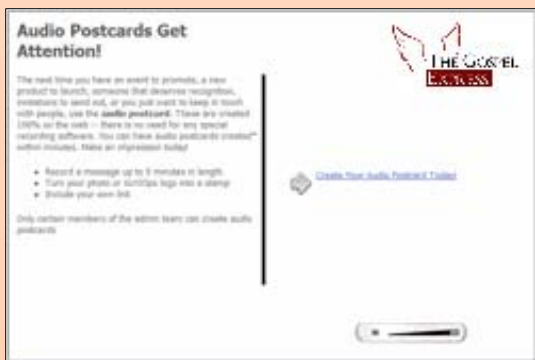 Audio Postcards Get
Attention!
The next time you have an event to promote, a new
product to launch, someone that deserves recognition,
invitations to send out, or you just want to keep in touch
with people, use the audio postcard. These are created
100% on the web -- there is no need for any special
recording software. You can have audio postcards created
within minutes. Make an impression today!
Record a message up to 5 minutes in length
Turn your photo or logo into a stamp
Include your own link
Only certain members of the admin team can create audio
postcards
THE GOSPEL
EXPRESS
Create Your Audio Postcard Today!